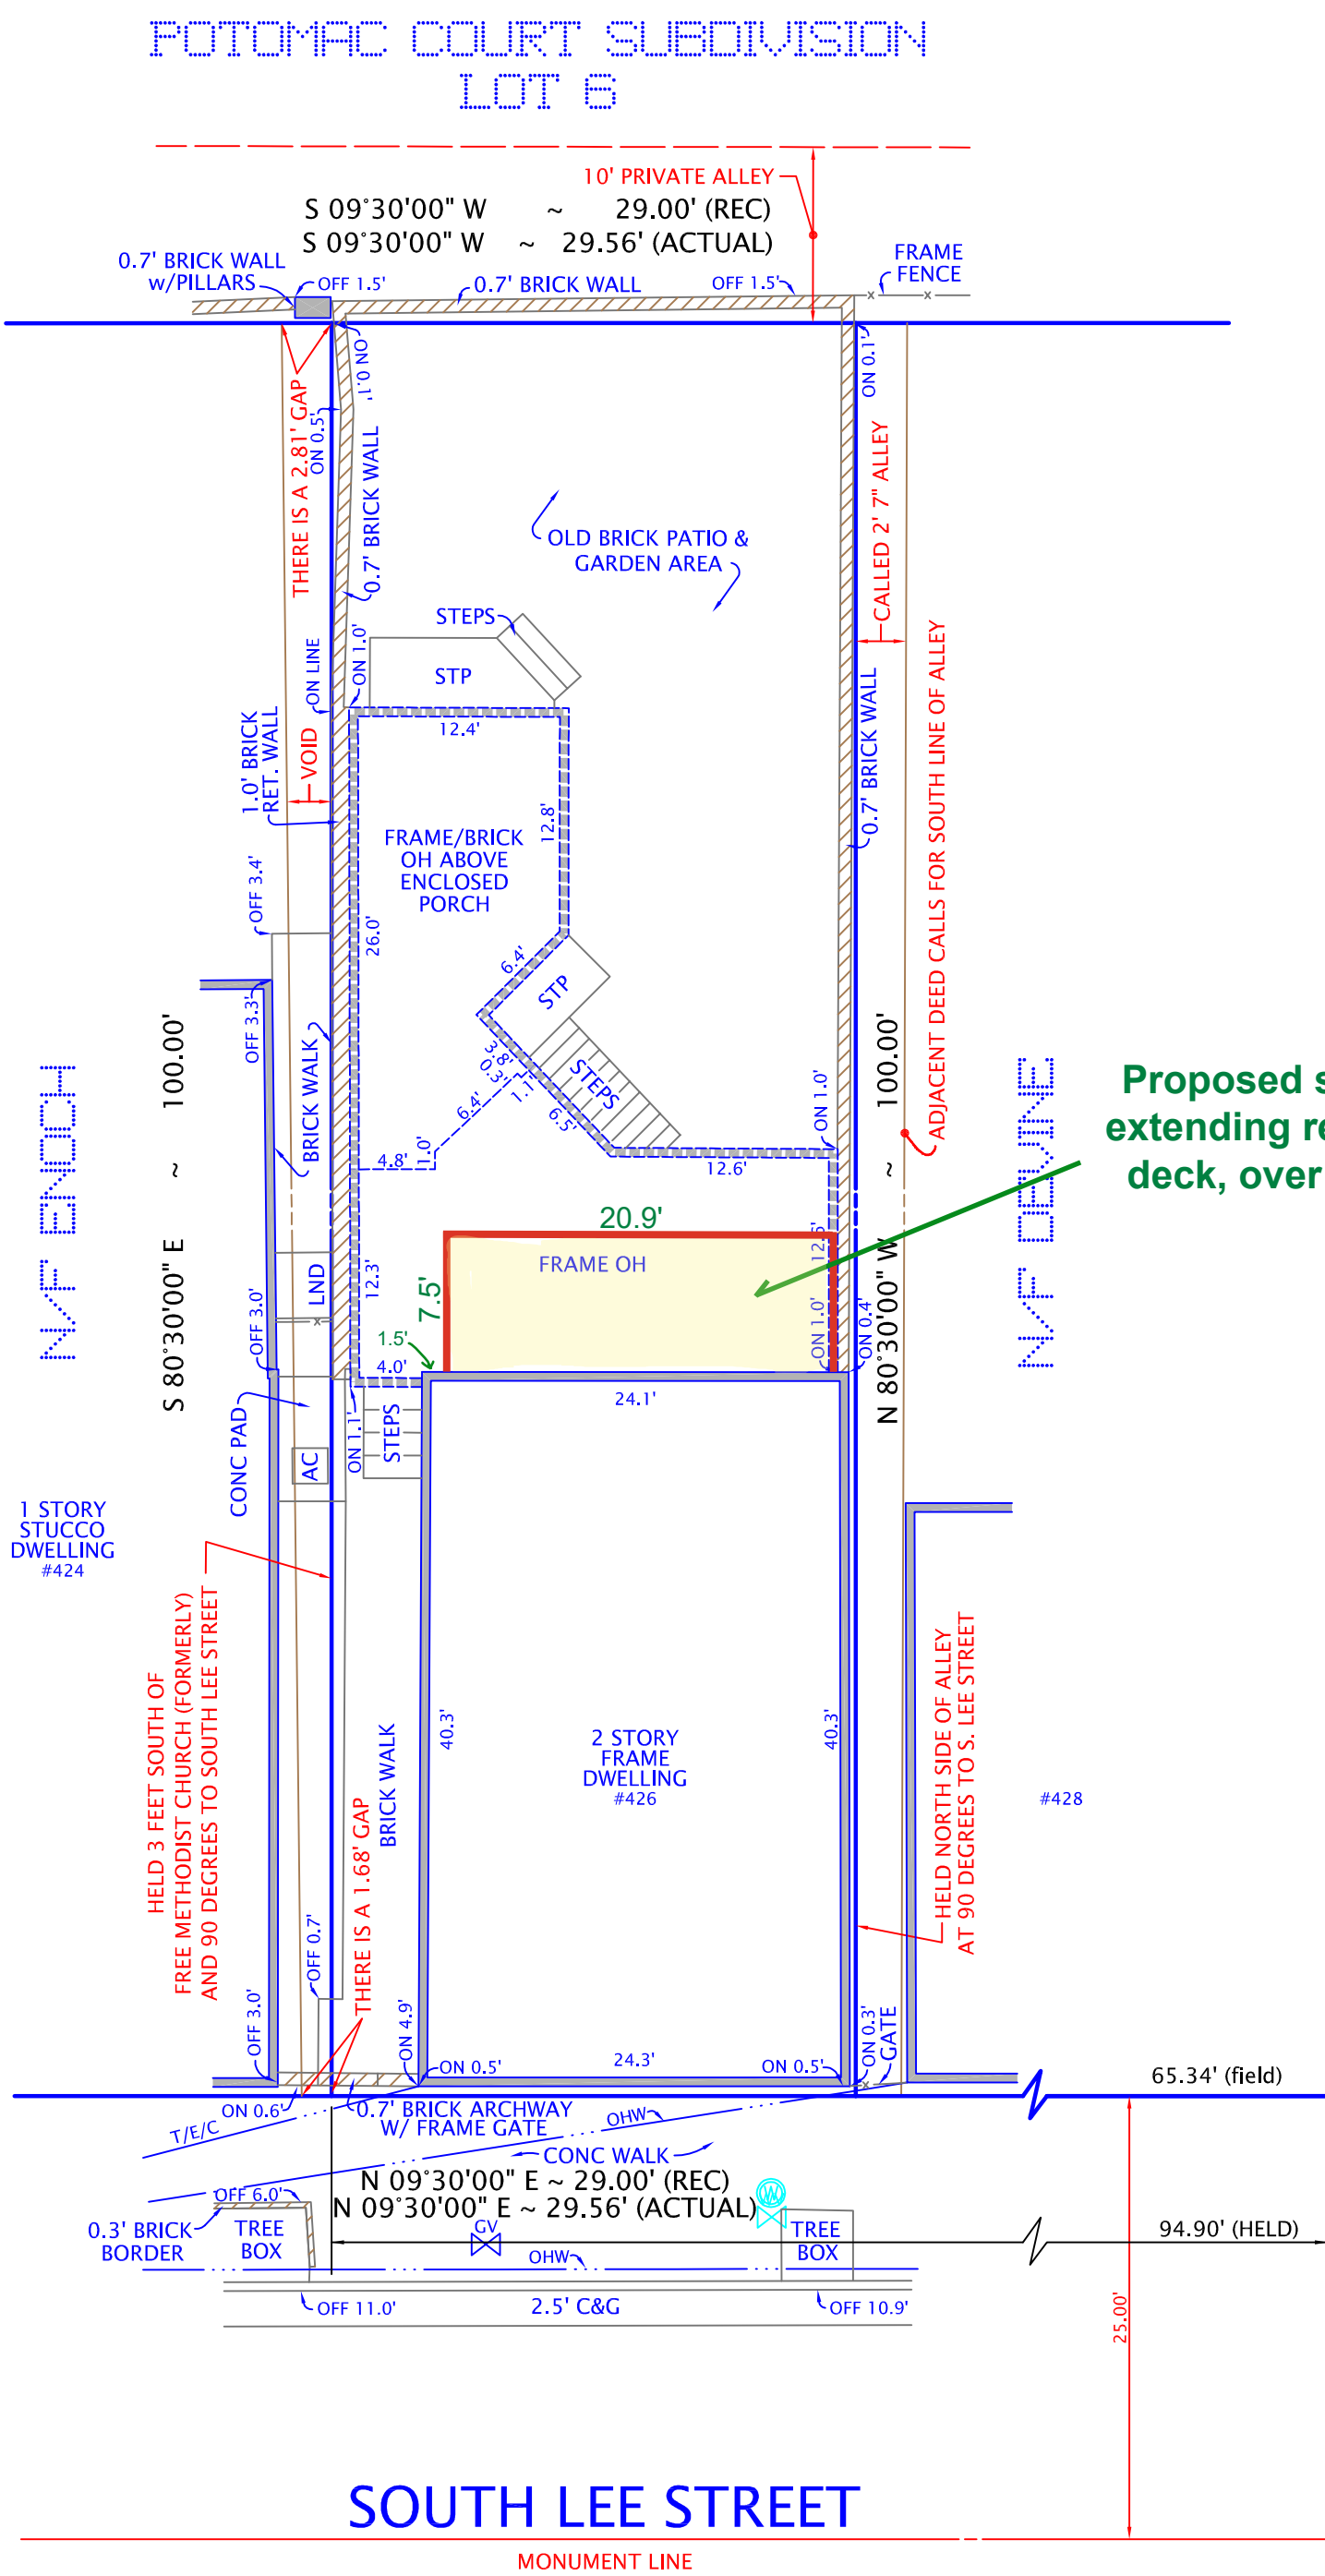 POTOMAC COURT SUBDIVISION
LOT 6
10' PRIVATE ALLEY
S 09°30'00" W ~ 29.00' (REC)
S 09°30'00" W ~ 29.56' (ACTUAL)
0.7' BRICK WALL
w/PILLARS
OFF 1.5'
0.7' BRICK WALL
OFF 1.5'
FRAME
FENCE
ON 0.1'
ON 0.1'
THERE IS A 2.81' GAP
ON 0.5'
0.7' BRICK WALL
CALLED 2' 7" ALLEY
OLD BRICK PATIO &
GARDEN AREA
STEPS
STP
ON LINE
ON 1.0'
1.0' BRICK
RET. WALL
VOID
12.4'
0.7' BRICK WALL
ADJACENT DEED CALLS FOR SOUTH LINE OF ALLEY
FRAME/BRICK
OH ABOVE
ENCLOSED
PORCH
12.8'
OFF 3.4'
26.0'
6.4'
STP
OFF 3.3'
BRICK WALK
S 80°30'00" E ~ 100.00'
N/F ENOCH
3.8'
0.3'
1.1'
6.4'
6.5'
STEPS
4.8'
1.0'
12.6'
ON 1.0'
N 80°30'00" W ~ 100.00'
N/F DEVINE
Proposed s
extending re
deck, over
20.9'
FRAME OH
12.6'
7.5'
12.3'
LND
OFF 3.0'
1.5'
4.0'
ON 1.0'
ON 0.4'
24.1'
CONC PAD
AC
ON 1.1'
STEPS
1 STORY
STUCCO
DWELLING
#424
HELD 3 FEET SOUTH OF
FREE METHODIST CHURCH (FORMERLY)
AND 90 DEGREES TO SOUTH LEE STREET
40.3'
BRICK WALK
2 STORY
FRAME
DWELLING
#426
40.3'
HELD NORTH SIDE OF ALLEY
AT 90 DEGREES TO S. LEE STREET
#428
THERE IS A 1.68' GAP
OFF 0.7'
OFF 3.0'
ON 4.9'
ON 0.5'
24.3'
ON 0.5'
ON 0.3'
GATE
65.34' (field)
ON 0.6'
0.7' BRICK ARCHWAY
W/ FRAME GATE
T/E/C
OHW
CONC WALK
N 09°30'00" E ~ 29.00' (REC)
N 09°30'00" E ~ 29.56' (ACTUAL)
OFF 6.0'
0.3' BRICK
BORDER
TREE
BOX
GV
W
TREE
BOX
94.90' (HELD)
OHW
OFF 11.0'
2.5' C&G
OFF 10.9'
25.00'
SOUTH LEE STREET
MONUMENT LINE